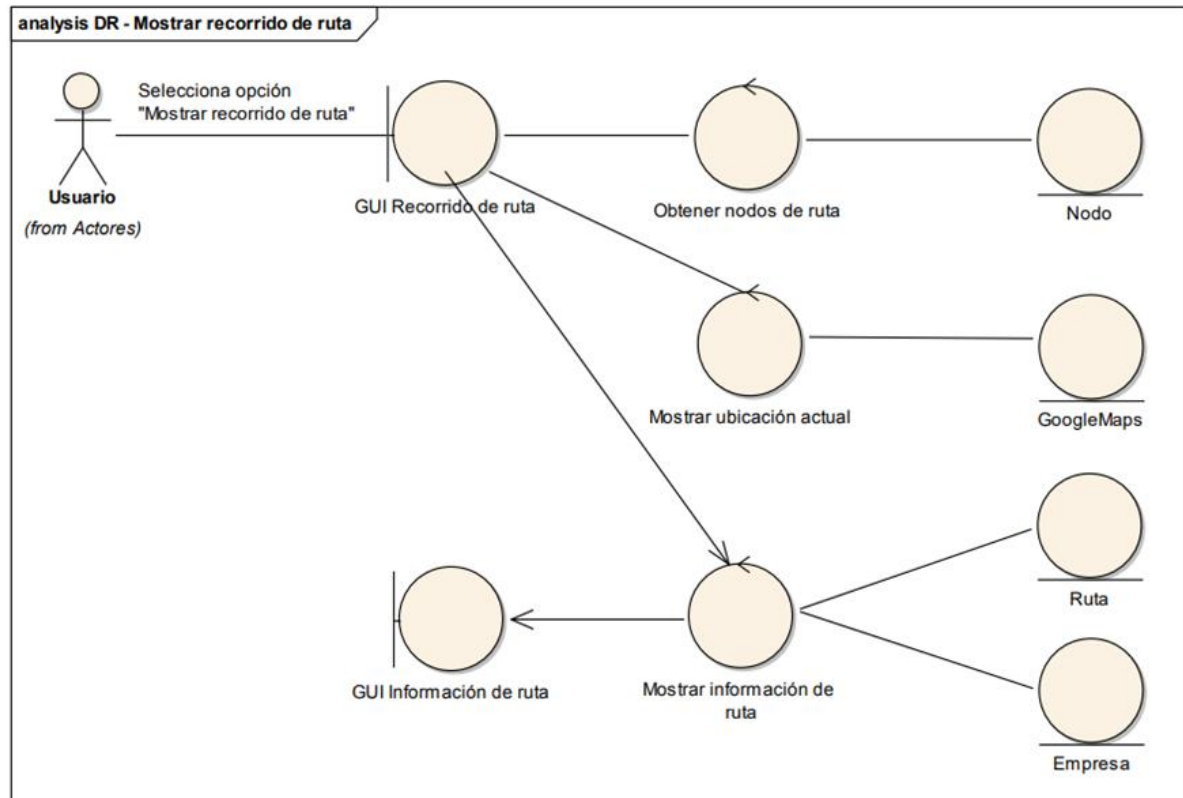 analysis DR - Mostrar recorrido de ruta
Selecciona opción
"Mostrar recorrido de ruta"
Usuario
(from Actores)
GUI Recorrido de ruta
Obtener nodos de ruta
Nodo
Mostrar ubicación actual
GoogleMaps
Ruta
GUI Información de ruta
Mostrar información de
ruta
Empresa